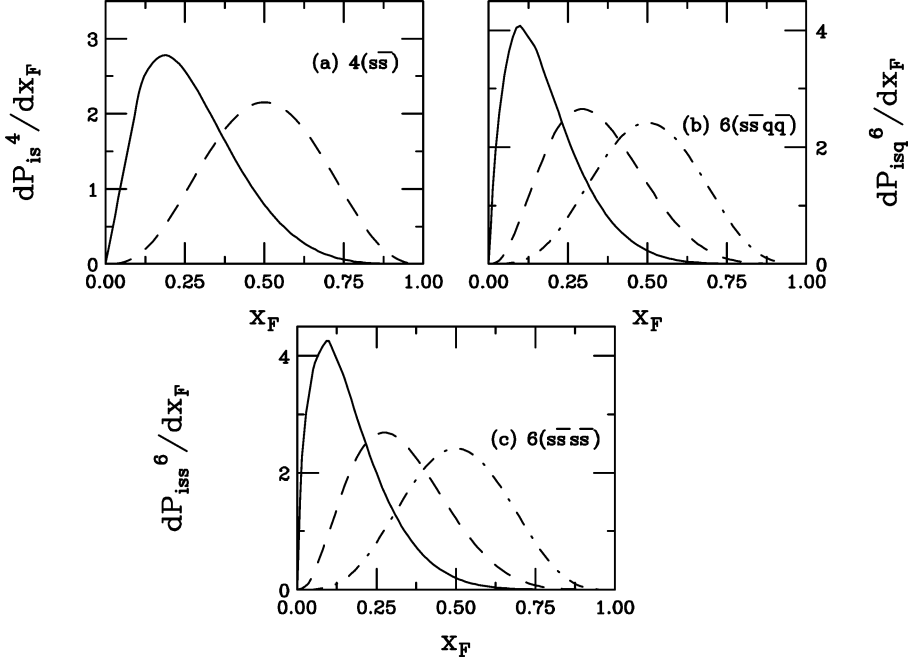 (a) 4(ss̄)
dP_is^4/dx_F
3
2
1
0
0.00 0.25 0.50 0.75 1.00
x_F
(b) 6(ss̄qq̄)
dP_isq^6/dx_F
4
2
0
0.00 0.25 0.50 0.75 1.00
x_F
(c) 6(ss̄ss̄)
dP_iss^6/dx_F
4
2
0
0.00 0.25 0.50 0.75 1.00
x_F